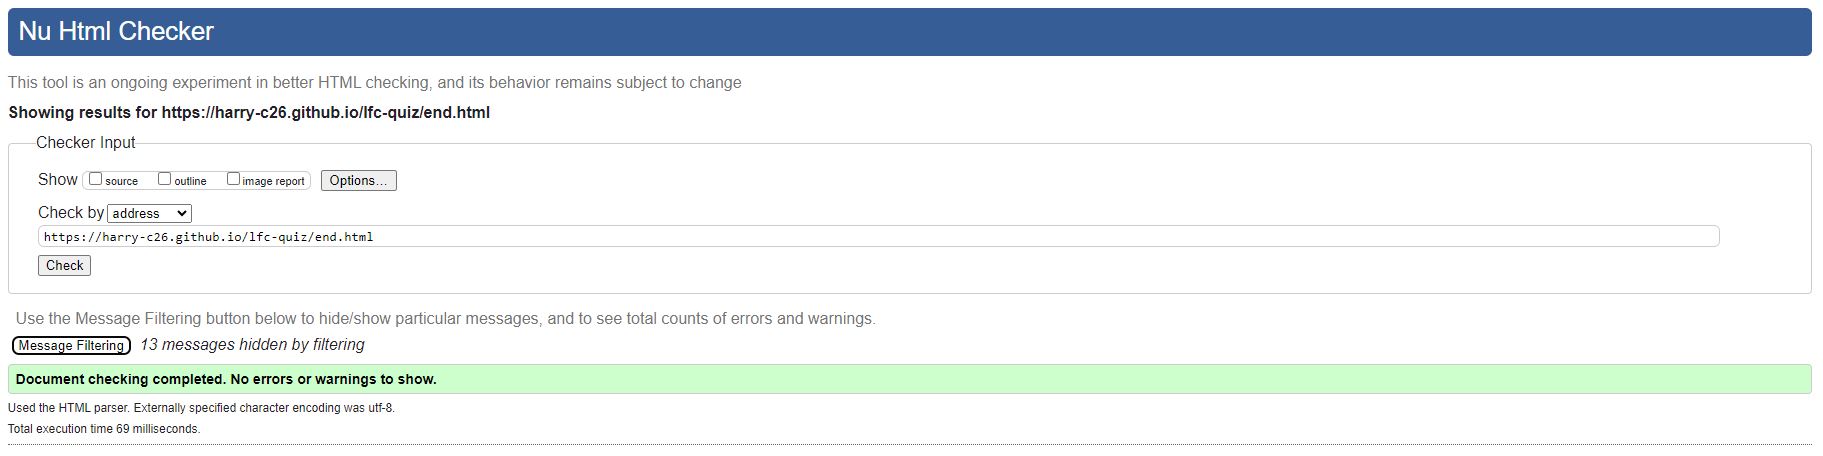 Nu Html Checker
This tool is an ongoing experiment in better HTML checking, and its behavior remains subject to change
Showing results for https://harry-c26.github.io/lfc-quiz/end.html
Checker Input
Show source outline image report Options...
Check by address
https://harry-c26.github.io/lfc-quiz/end.html
Check
Use the Message Filtering button below to hide/show particular messages, and to see total counts of errors and warnings.
Message Filtering 13 messages hidden by filtering
Document checking completed. No errors or warnings to show.
Used the HTML parser. Externally specified character encoding was utf-8.
Total execution time 69 milliseconds.